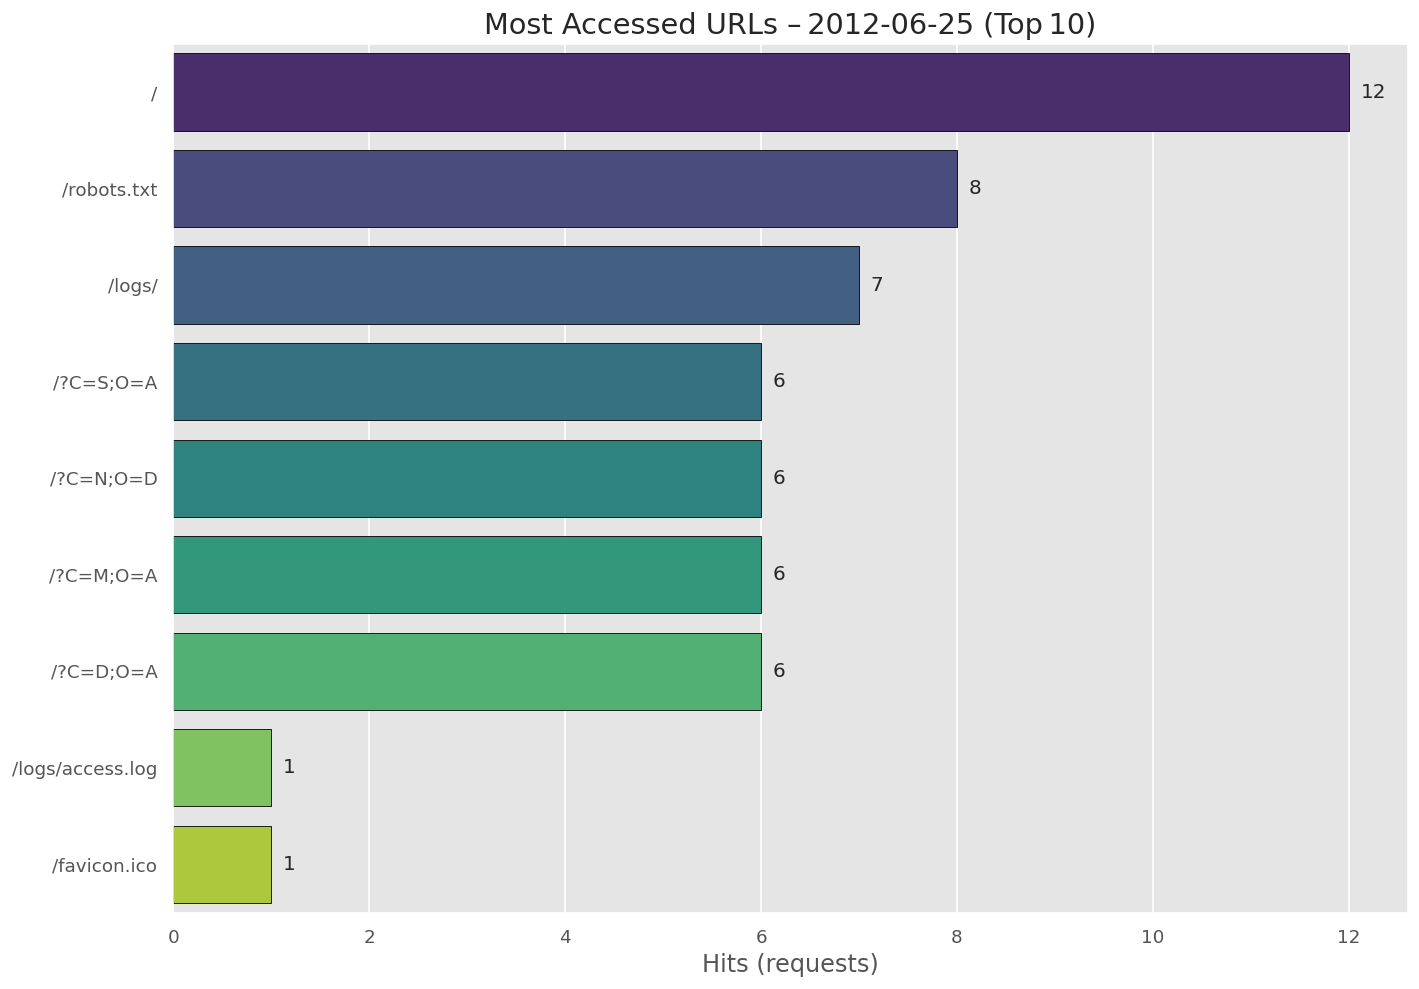 Most Accessed URLs – 2012-06-25 (Top 10)
/ 12
/robots.txt 8
/logs/ 7
/?C=S;O=A 6
/?C=N;O=D 6
/?C=M;O=A 6
/?C=D;O=A 6
/logs/access.log 1
/favicon.ico 1
0 2 4 6 8 10 12
Hits (requests)